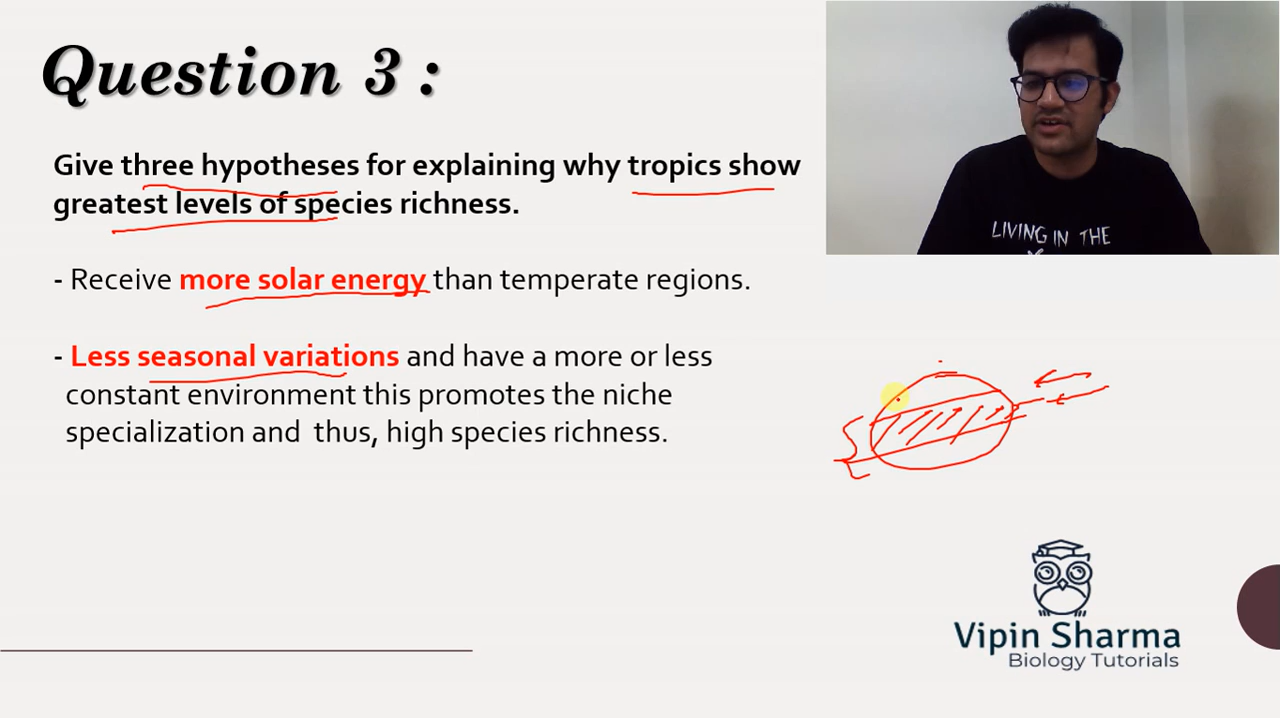 Question 3 :
Give three hypotheses for explaining why tropics show
greatest levels of species richness.
- Receive more solar energy than temperate regions.
- Less seasonal variations and have a more or less
constant environment this promotes the niche
specialization and thus, high species richness.
LIVING IN THE
Vipin Sharma
Biology Tutorials